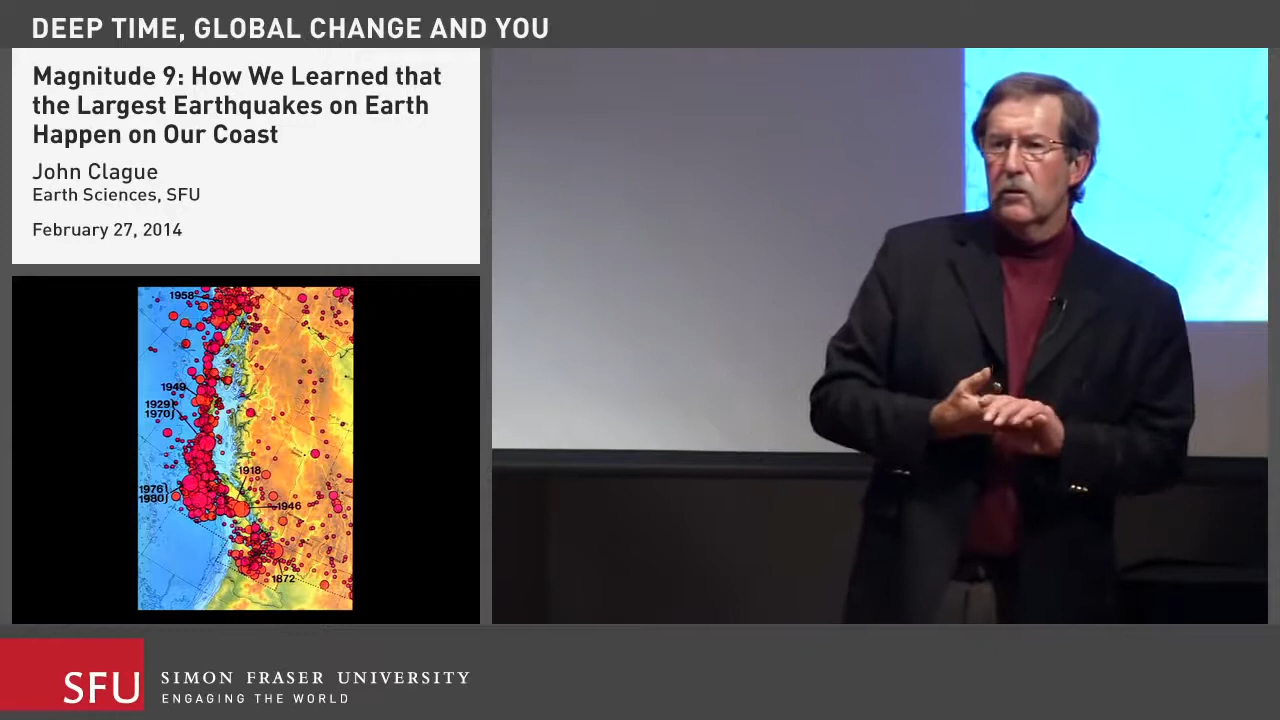 DEEP TIME, GLOBAL CHANGE AND YOU
Magnitude 9: How We Learned that
the Largest Earthquakes on Earth
Happen on Our Coast
John Clague
Earth Sciences, SFU
February 27, 2014
1958
1949
1929
1970
1918
1976
1980
1946
1872
SFU
SIMON FRASER UNIVERSITY
ENGAGING THE WORLD